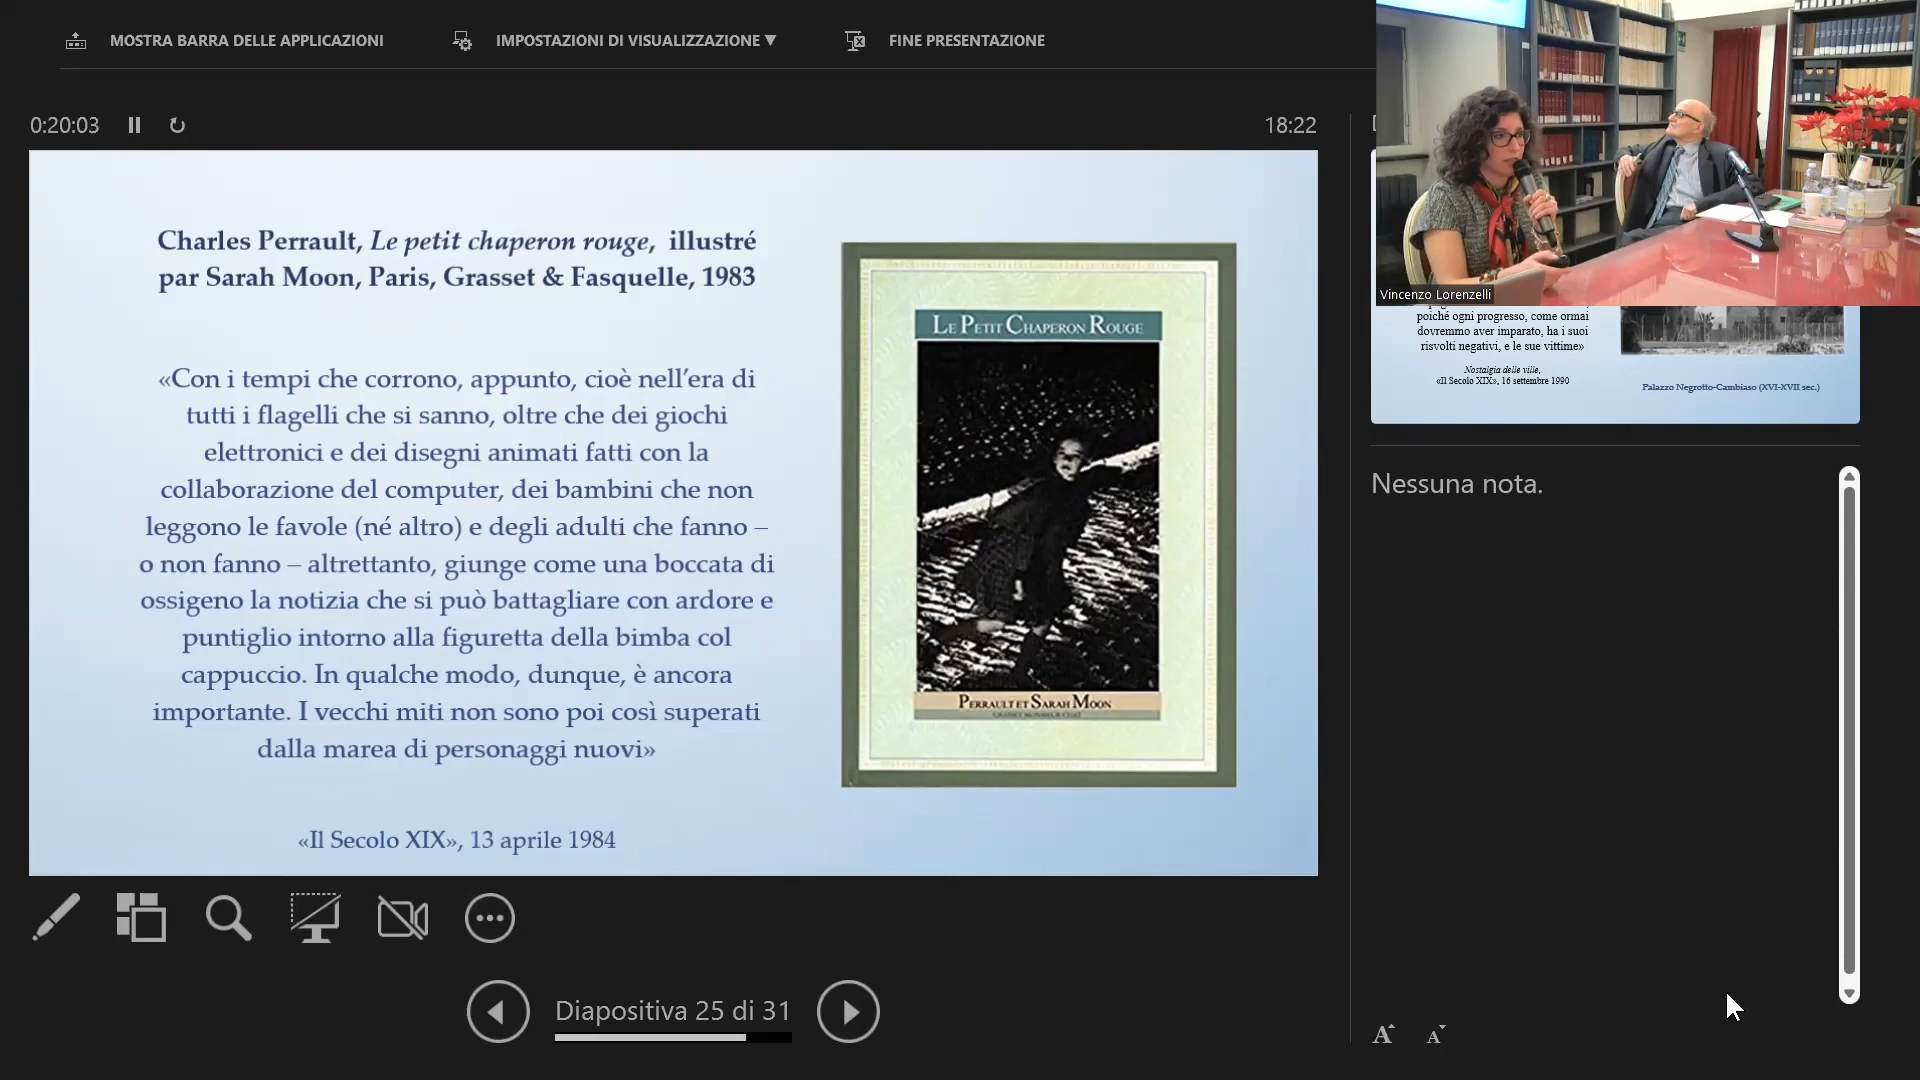 MOSTRA BARRA DELLE APPLICAZIONI
IMPOSTAZIONI DI VISUALIZZAZIONE ▼
FINE PRESENTAZIONE
0:20:03
18:22
Charles Perrault, Le petit chaperon rouge, illustré
par Sarah Moon, Paris, Grasset & Fasquelle, 1983
«Con i tempi che corrono, appunto, cioè nell'era di
tutti i flagelli che si sanno, oltre che dei giochi
elettronici e dei disegni animati fatti con la
collaborazione del computer, dei bambini che non
leggono le favole (né altro) e degli adulti che fanno –
o non fanno – altrettanto, giunge come una boccata di
ossigeno la notizia che si può battagliare con ardore e
puntiglio intorno alla figuretta della bimba col
cappuccio. In qualche modo, dunque, è ancora
importante. I vecchi miti non sono poi così superati
dalla marea di personaggi nuovi»
«Il Secolo XIX», 13 aprile 1984
LE PETIT CHAPERON ROUGE
PERRAULT ET SARAH MOON
Vincenzo Lorenzelli
poiché ogni progresso, come ormai
dovremmo aver imparato, ha i suoi
risvolti negativi, e le sue vittime»
Nostalgia delle ville,
«Il Secolo XIX», 16 settembre 1990
Palazzo Negrotto-Cambiaso (XVI-XVII sec.)
Nessuna nota.
Diapositiva 25 di 31
A A